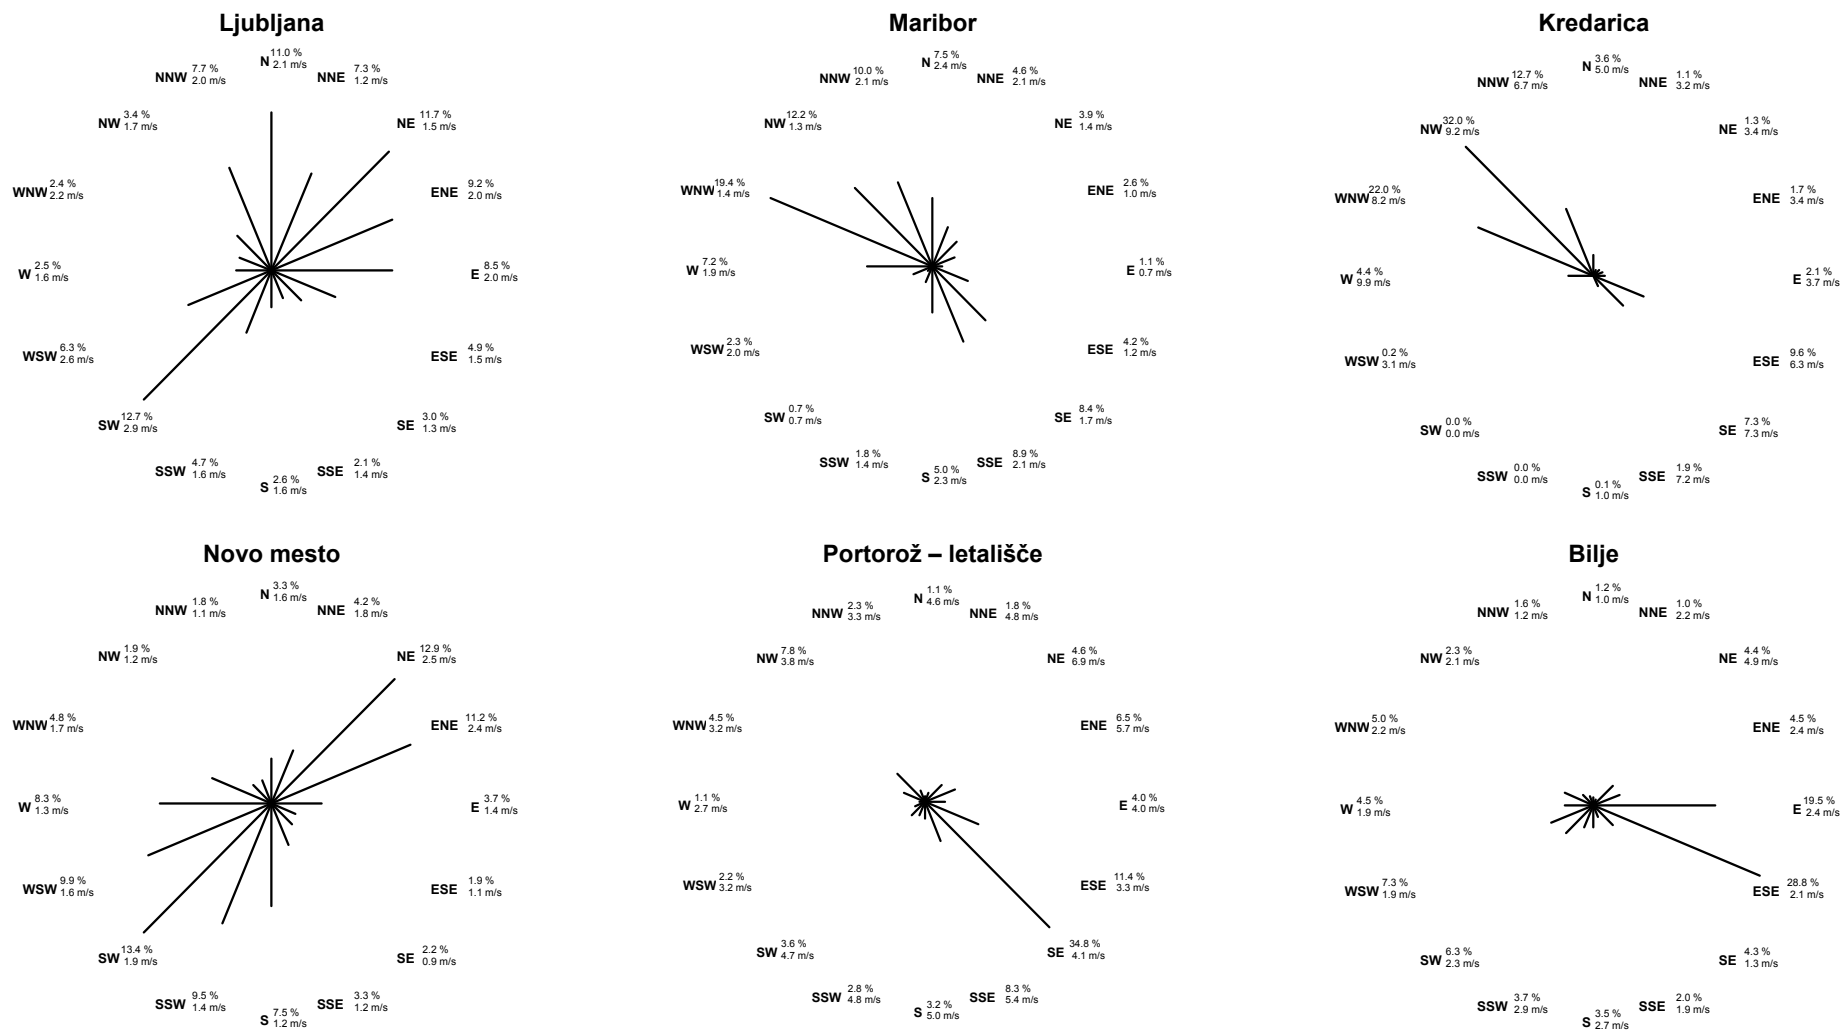 Ljubljana
N 11.0 %
2.1 m/s
NNE 7.3 %
1.2 m/s
NE 11.7 %
1.5 m/s
ENE 9.2 %
2.0 m/s
E 8.5 %
2.0 m/s
ESE 4.9 %
1.5 m/s
SE 3.0 %
1.3 m/s
SSE 2.1 %
1.4 m/s
S 2.6 %
1.6 m/s
SSW 4.7 %
1.6 m/s
SW 12.7 %
2.9 m/s
WSW 6.3 %
2.6 m/s
W 2.5 %
1.6 m/s
WNW 2.4 %
2.2 m/s
NW 3.4 %
1.7 m/s
NNW 7.7 %
2.0 m/s
Maribor
N 7.5 %
2.4 m/s
NNE 4.6 %
2.1 m/s
NE 3.9 %
1.4 m/s
ENE 2.6 %
1.0 m/s
E 1.1 %
0.7 m/s
ESE 4.2 %
1.2 m/s
SE 8.4 %
1.7 m/s
SSE 8.9 %
2.1 m/s
S 5.0 %
2.3 m/s
SSW 1.8 %
1.4 m/s
SW 0.7 %
0.7 m/s
WSW 2.3 %
2.0 m/s
W 7.2 %
1.9 m/s
WNW 19.4 %
1.4 m/s
NW 12.2 %
1.3 m/s
NNW 10.0 %
2.1 m/s
Kredarica
N 3.6 %
5.0 m/s
NNE 1.1 %
3.2 m/s
NE 1.3 %
3.4 m/s
ENE 1.7 %
3.4 m/s
E 2.1 %
3.7 m/s
ESE 9.6 %
6.3 m/s
SE 7.3 %
7.3 m/s
SSE 1.9 %
7.2 m/s
S 0.1 %
1.0 m/s
SSW 0.0 %
0.0 m/s
SW 0.0 %
0.0 m/s
WSW 0.2 %
3.1 m/s
W 4.4 %
9.9 m/s
WNW 22.0 %
8.2 m/s
NW 32.0 %
9.2 m/s
NNW 12.7 %
6.7 m/s
Novo mesto
N 3.3 %
1.6 m/s
NNE 4.2 %
1.8 m/s
NE 12.9 %
2.5 m/s
ENE 11.2 %
2.4 m/s
E 3.7 %
1.4 m/s
ESE 1.9 %
1.1 m/s
SE 2.2 %
0.9 m/s
SSE 3.3 %
1.2 m/s
S 7.5 %
1.2 m/s
SSW 9.5 %
1.4 m/s
SW 13.4 %
1.9 m/s
WSW 9.9 %
1.6 m/s
W 8.3 %
1.3 m/s
WNW 4.8 %
1.7 m/s
NW 1.9 %
1.2 m/s
NNW 1.8 %
1.1 m/s
Portorož – letališče
N 1.1 %
4.6 m/s
NNE 1.8 %
4.8 m/s
NE 4.6 %
6.9 m/s
ENE 6.5 %
5.7 m/s
E 4.0 %
4.0 m/s
ESE 11.4 %
3.3 m/s
SE 34.8 %
4.1 m/s
SSE 8.3 %
5.4 m/s
S 3.2 %
5.0 m/s
SSW 2.8 %
4.8 m/s
SW 3.6 %
4.7 m/s
WSW 2.2 %
3.2 m/s
W 1.1 %
2.7 m/s
WNW 4.5 %
3.2 m/s
NW 7.8 %
3.8 m/s
NNW 2.3 %
3.3 m/s
Bilje
N 1.2 %
1.0 m/s
NNE 1.0 %
2.2 m/s
NE 4.4 %
4.9 m/s
ENE 4.5 %
2.4 m/s
E 19.5 %
2.4 m/s
ESE 28.8 %
2.1 m/s
SE 4.3 %
1.3 m/s
SSE 2.0 %
1.9 m/s
S 3.5 %
2.7 m/s
SSW 3.7 %
2.9 m/s
SW 6.3 %
2.3 m/s
WSW 7.3 %
1.9 m/s
W 4.5 %
1.9 m/s
WNW 5.0 %
2.2 m/s
NW 2.3 %
2.1 m/s
NNW 1.6 %
1.2 m/s